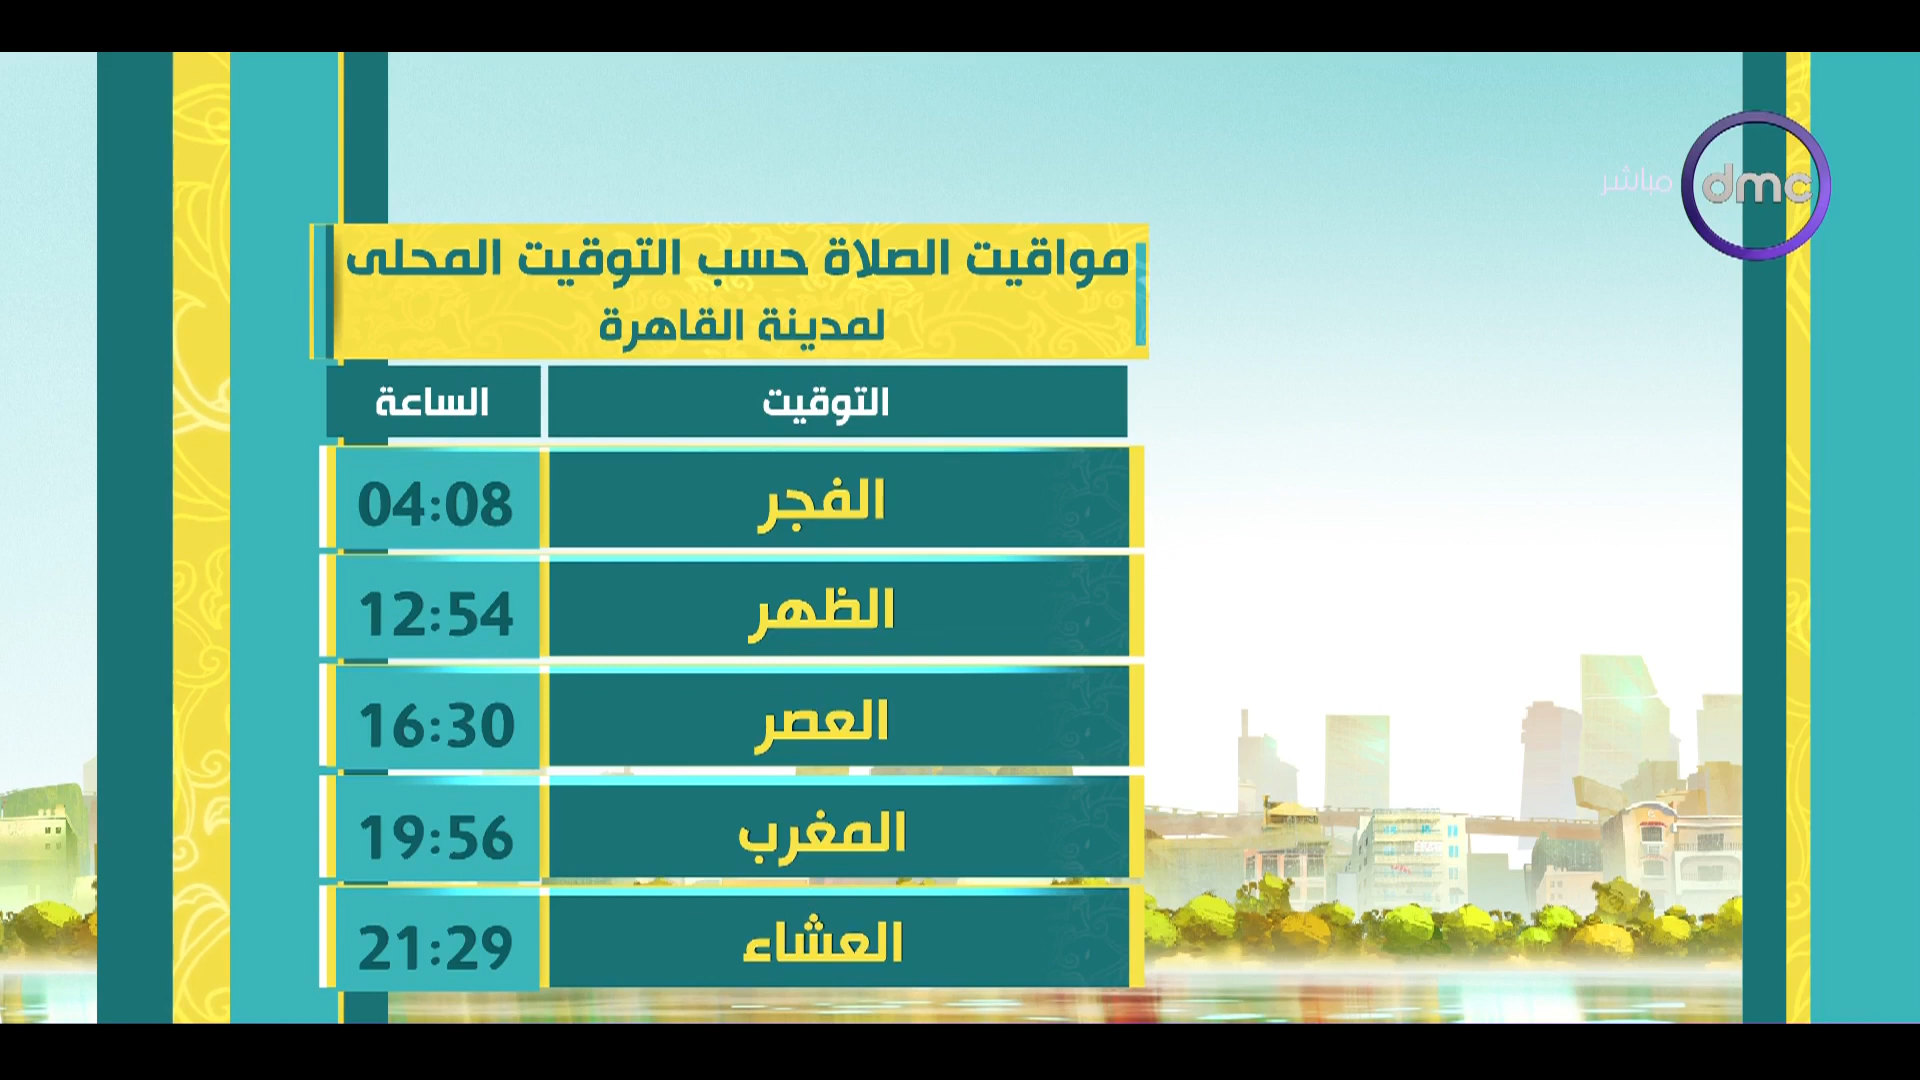 مباشر dmc
مواقيت الصلاة حسب التوقيت المحلى
لمدينة القاهرة
التوقيت الساعة
الفجر 04:08
الظهر 12:54
العصر 16:30
المغرب 19:56
العشاء 21:29